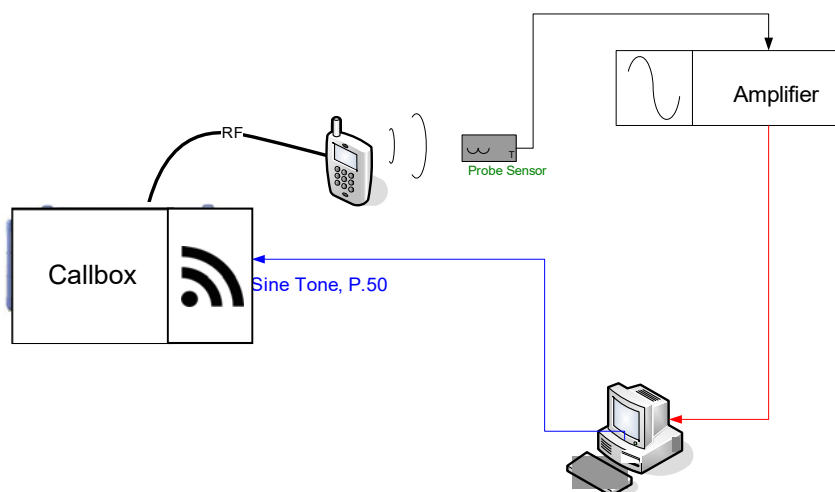 Amplifier
RF
T
Probe Sensor
Callbox
Sine Tone, P.50